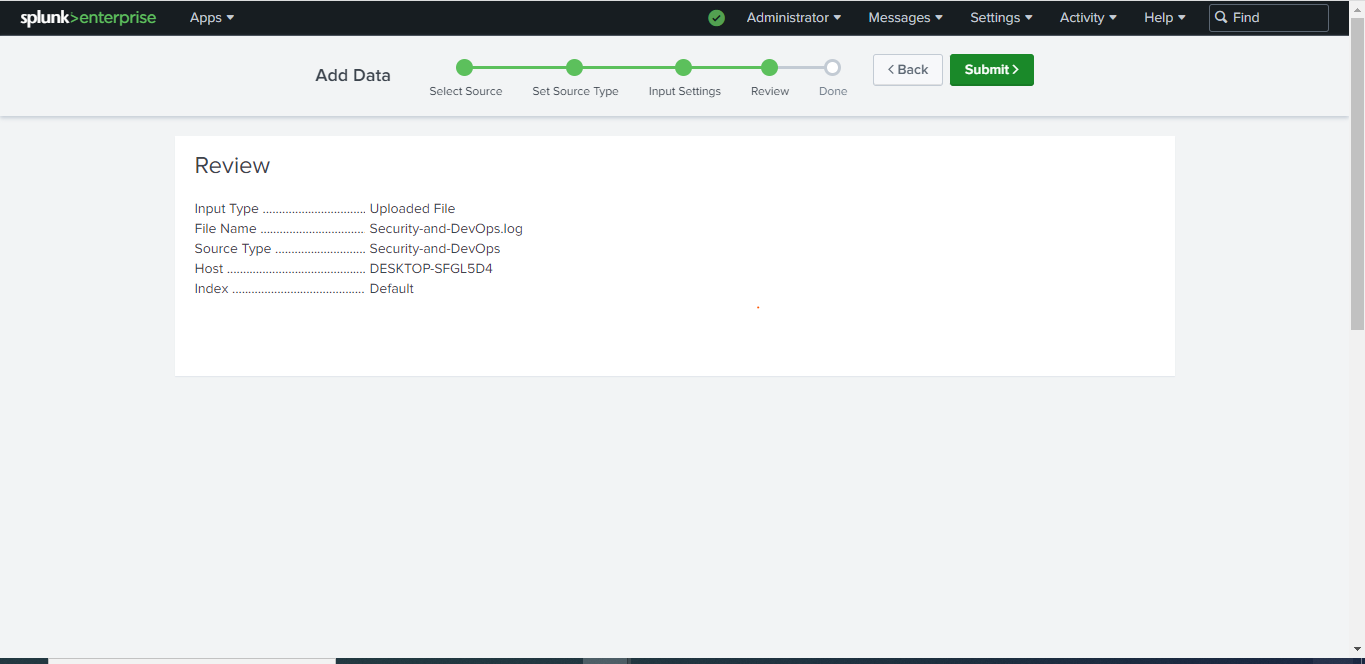 splunk>enterprise Apps Administrator Messages Settings Activity Help Find
Add Data
Select Source Set Source Type Input Settings Review Done
< Back Submit >
Review
Input Type ................................ Uploaded File
File Name ................................ Security-and-DevOps.log
Source Type ............................ Security-and-DevOps
Host ........................................... DESKTOP-SFGL5D4
Index ......................................... Default